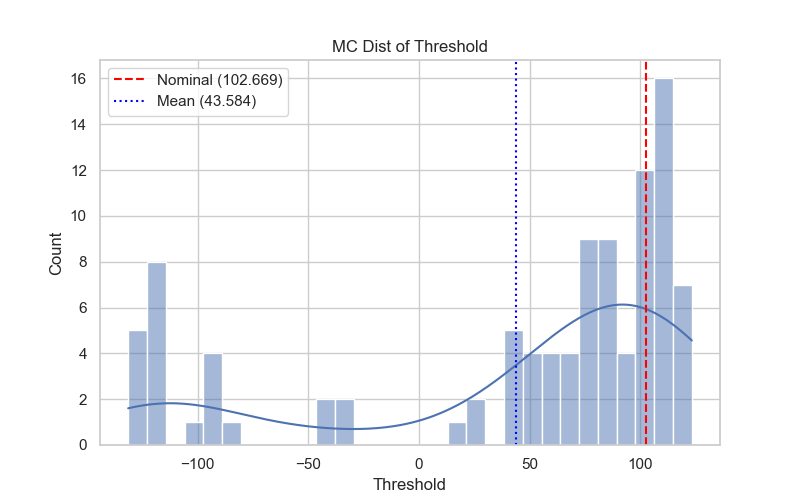 MC Dist of Threshold
Nominal (102.669)
Mean (43.584)
16
14
12
10
8
6
4
2
0
Count
−100
−50
0
50
100
Threshold